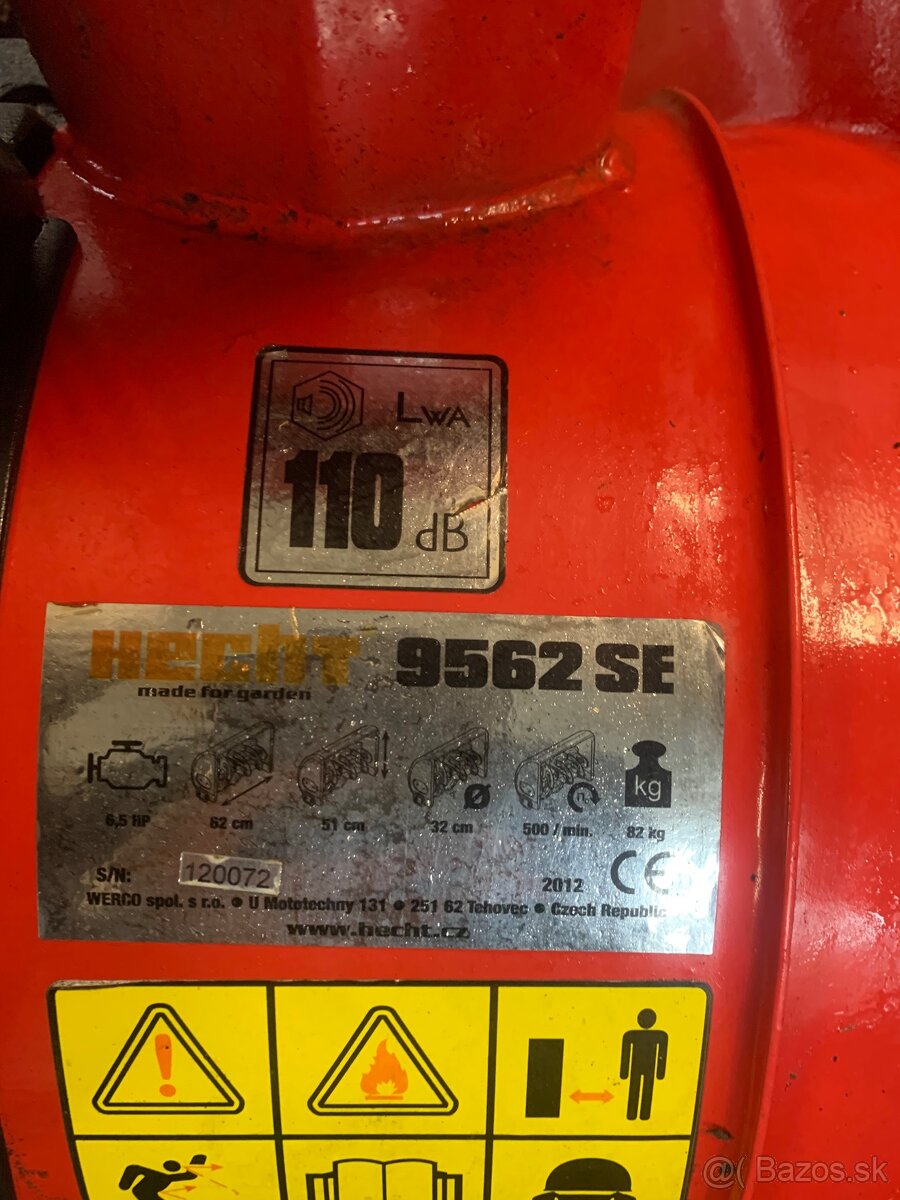 LWA
110 dB
HECHT 9562 SE
made for garden
kg
6,5 HP 62 cm 51 cm 32 cm 500 / min. 82 kg
S/N: 120072 2012 CE
WERCO spol. s r.o. ● U Mototechny 131 ● 251 62 Tehovec ● Czech Republic
www.hecht.cz
!
@ Bazos.sk